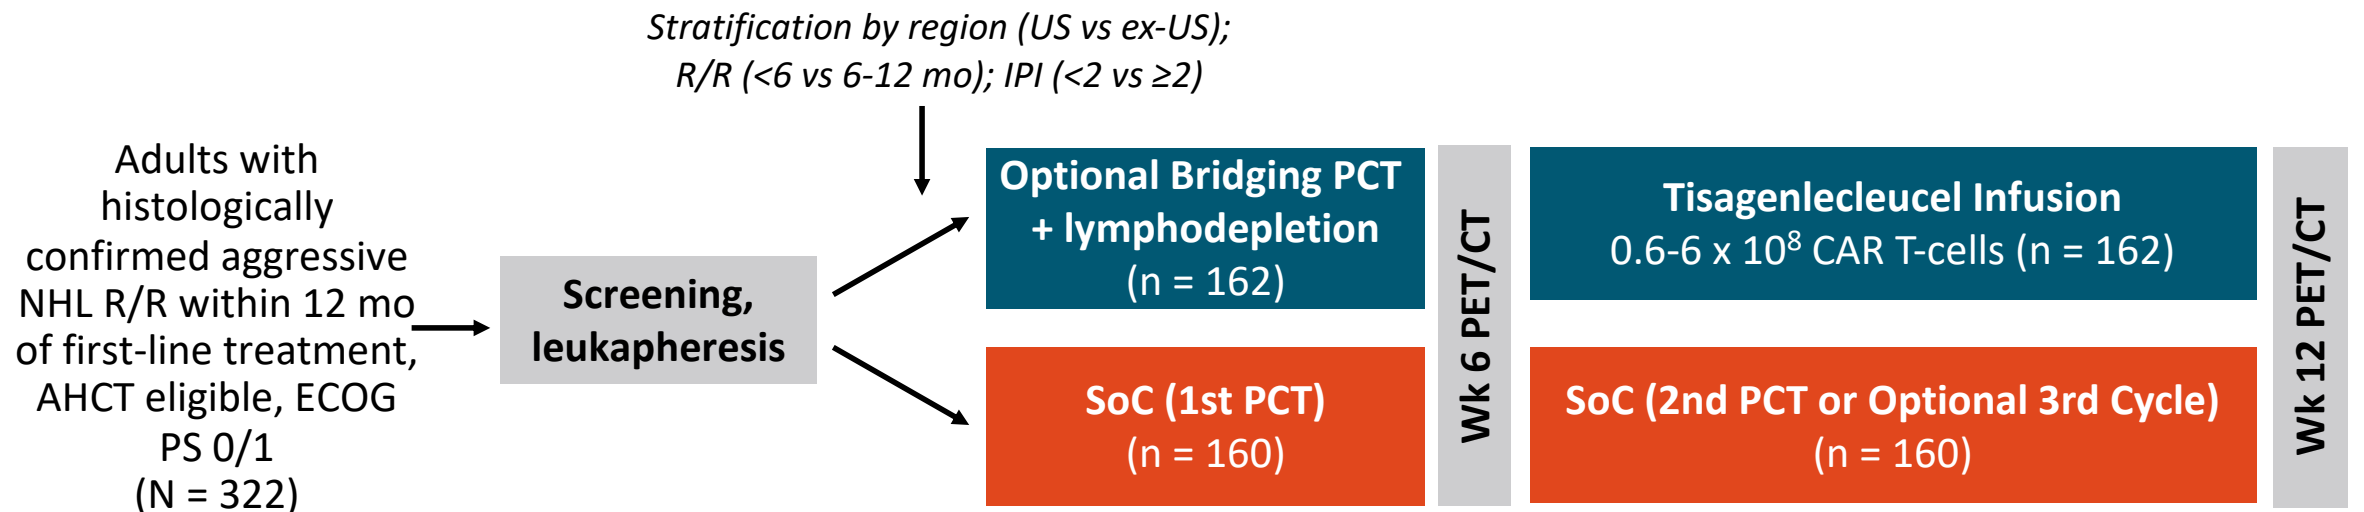 Stratification by region (US vs ex-US);
R/R (<6 vs 6-12 mo); IPI (<2 vs ≥2)
Adults with
histologically
confirmed aggressive
NHL R/R within 12 mo
of first-line treatment,
AHCT eligible, ECOG
PS 0/1
(N = 322)
Screening,
leukapheresis
Optional Bridging PCT
+ lymphodepletion
(n = 162)
SoC (1st PCT)
(n = 160)
Wk 6 PET/CT
Tisagenlecleucel Infusion
0.6-6 x 10⁸ CAR T-cells (n = 162)
SoC (2nd PCT or Optional 3rd Cycle)
(n = 160)
Wk 12 PET/CT